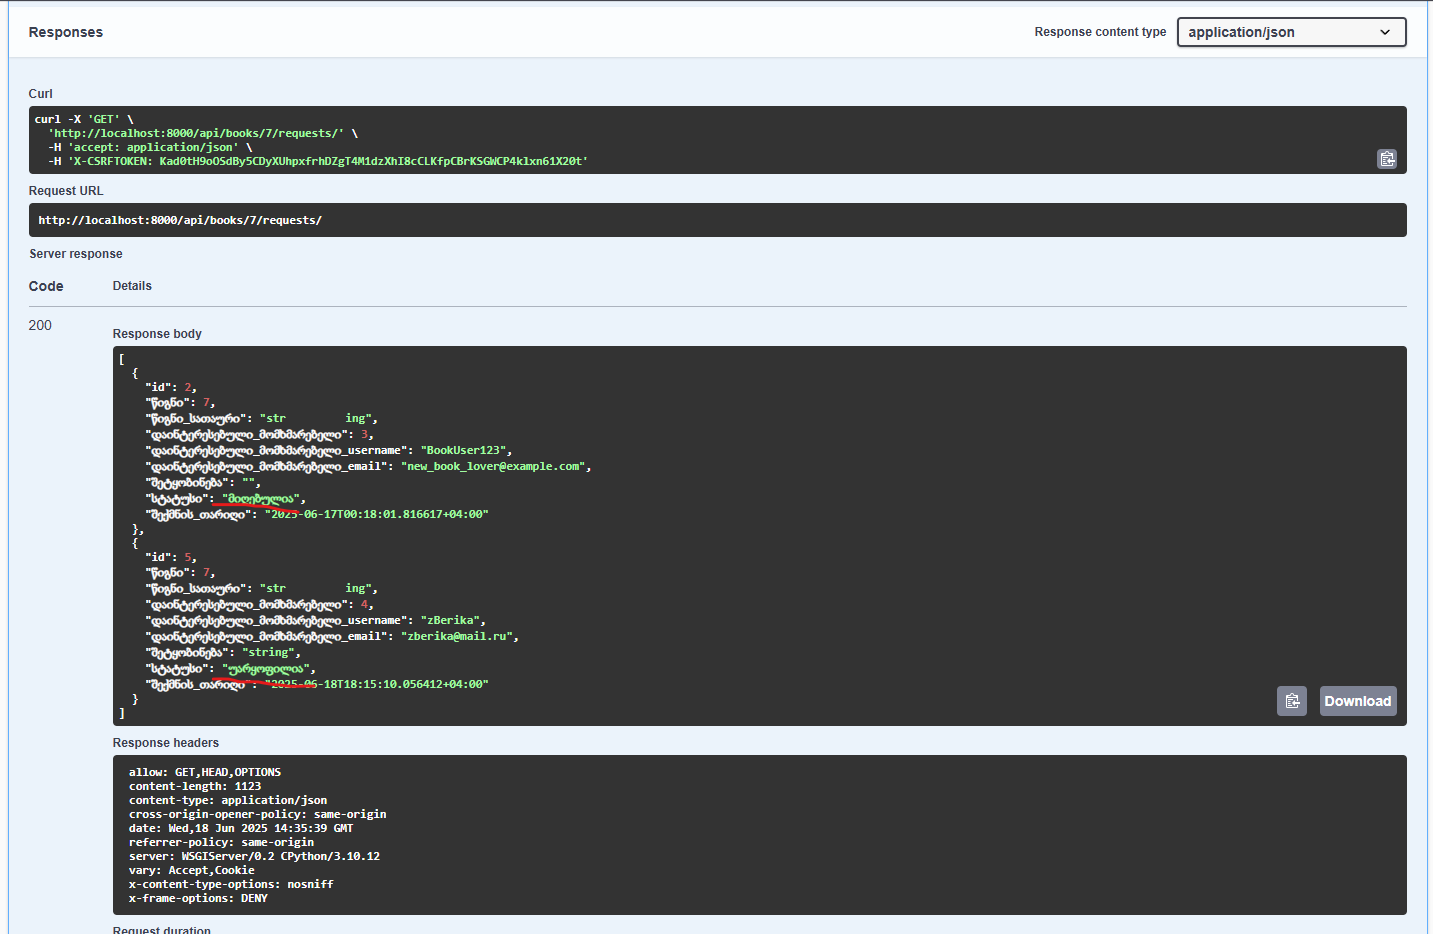 Responses
Response content type
application/json
Curl
curl -X 'GET' \
'http://localhost:8000/api/books/7/requests/' \
-H 'accept: application/json' \
-H 'X-CSRFTOKEN: Kad0tH9oOSdBy5CDyXUhpxfrhDZgT4M1dzXhI8cCLKfpCBrKSGWCP4klxn61X20t'
Request URL
http://localhost:8000/api/books/7/requests/
Server response
Code Details
200
Response body
[
{
"id": 2,
"წიგნი": 7,
"წიგნი_სათაური": "str         ing",
"დაინტერესებული_მომხმარებელი": 3,
"დაინტერესებული_მომხმარებელი_username": "BookUser123",
"დაინტერესებული_მომხმარებელი_email": "new_book_lover@example.com",
"შეტყობინება": "",
"სტატუსი": "მიღებულია",
"შექმნის_თარიღი": "2025-06-17T00:18:01.816617+04:00"
},
{
"id": 5,
"წიგნი": 7,
"წიგნი_სათაური": "str         ing",
"დაინტერესებული_მომხმარებელი": 4,
"დაინტერესებული_მომხმარებელი_username": "zBerika",
"დაინტერესებული_მომხმარებელი_email": "zberika@mail.ru",
"შეტყობინება": "string",
"სტატუსი": "უარყოფილია",
"შექმნის_თარიღი": "2025-06-18T18:15:10.056412+04:00"
}
]
Download
Response headers
allow: GET,HEAD,OPTIONS
content-length: 1123
content-type: application/json
cross-origin-opener-policy: same-origin
date: Wed,18 Jun 2025 14:35:39 GMT
referrer-policy: same-origin
server: WSGIServer/0.2 CPython/3.10.12
vary: Accept,Cookie
x-content-type-options: nosniff
x-frame-options: DENY
Request duration